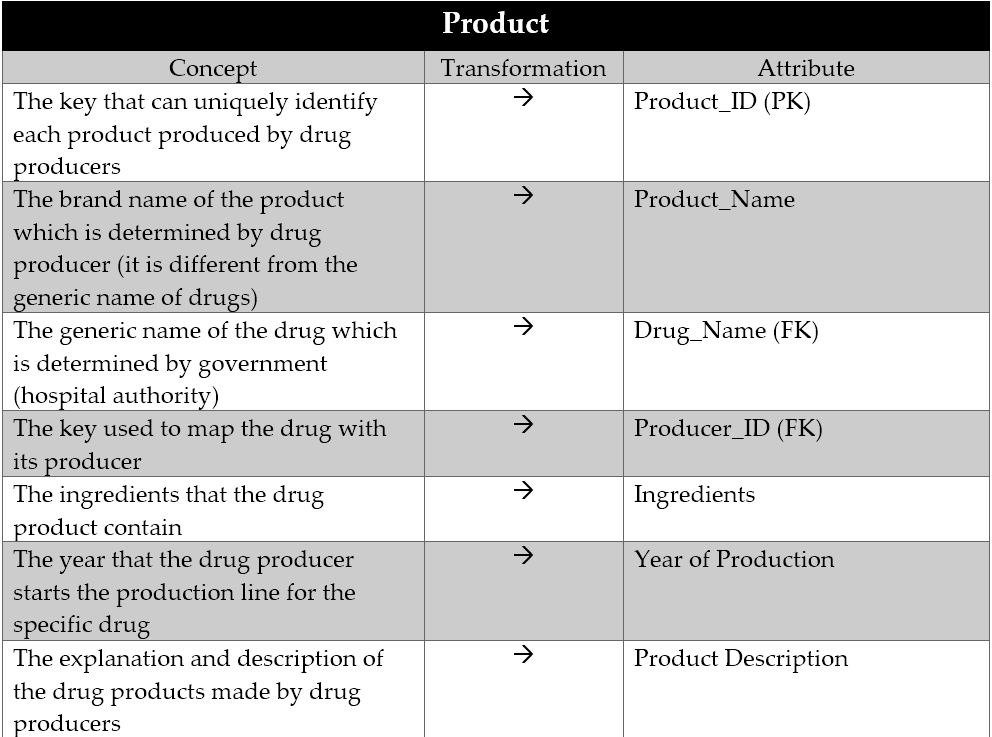 Product
Concept Transformation Attribute
The key that can uniquely identify → Product_ID (PK)
each product produced by drug
producers
The brand name of the product → Product_Name
which is determined by drug
producer (it is different from the
generic name of drugs)
The generic name of the drug which → Drug_Name (FK)
is determined by government
(hospital authority)
The key used to map the drug with → Producer_ID (FK)
its producer
The ingredients that the drug → Ingredients
product contain
The year that the drug producer → Year of Production
starts the production line for the
specific drug
The explanation and description of → Product Description
the drug products made by drug
producers